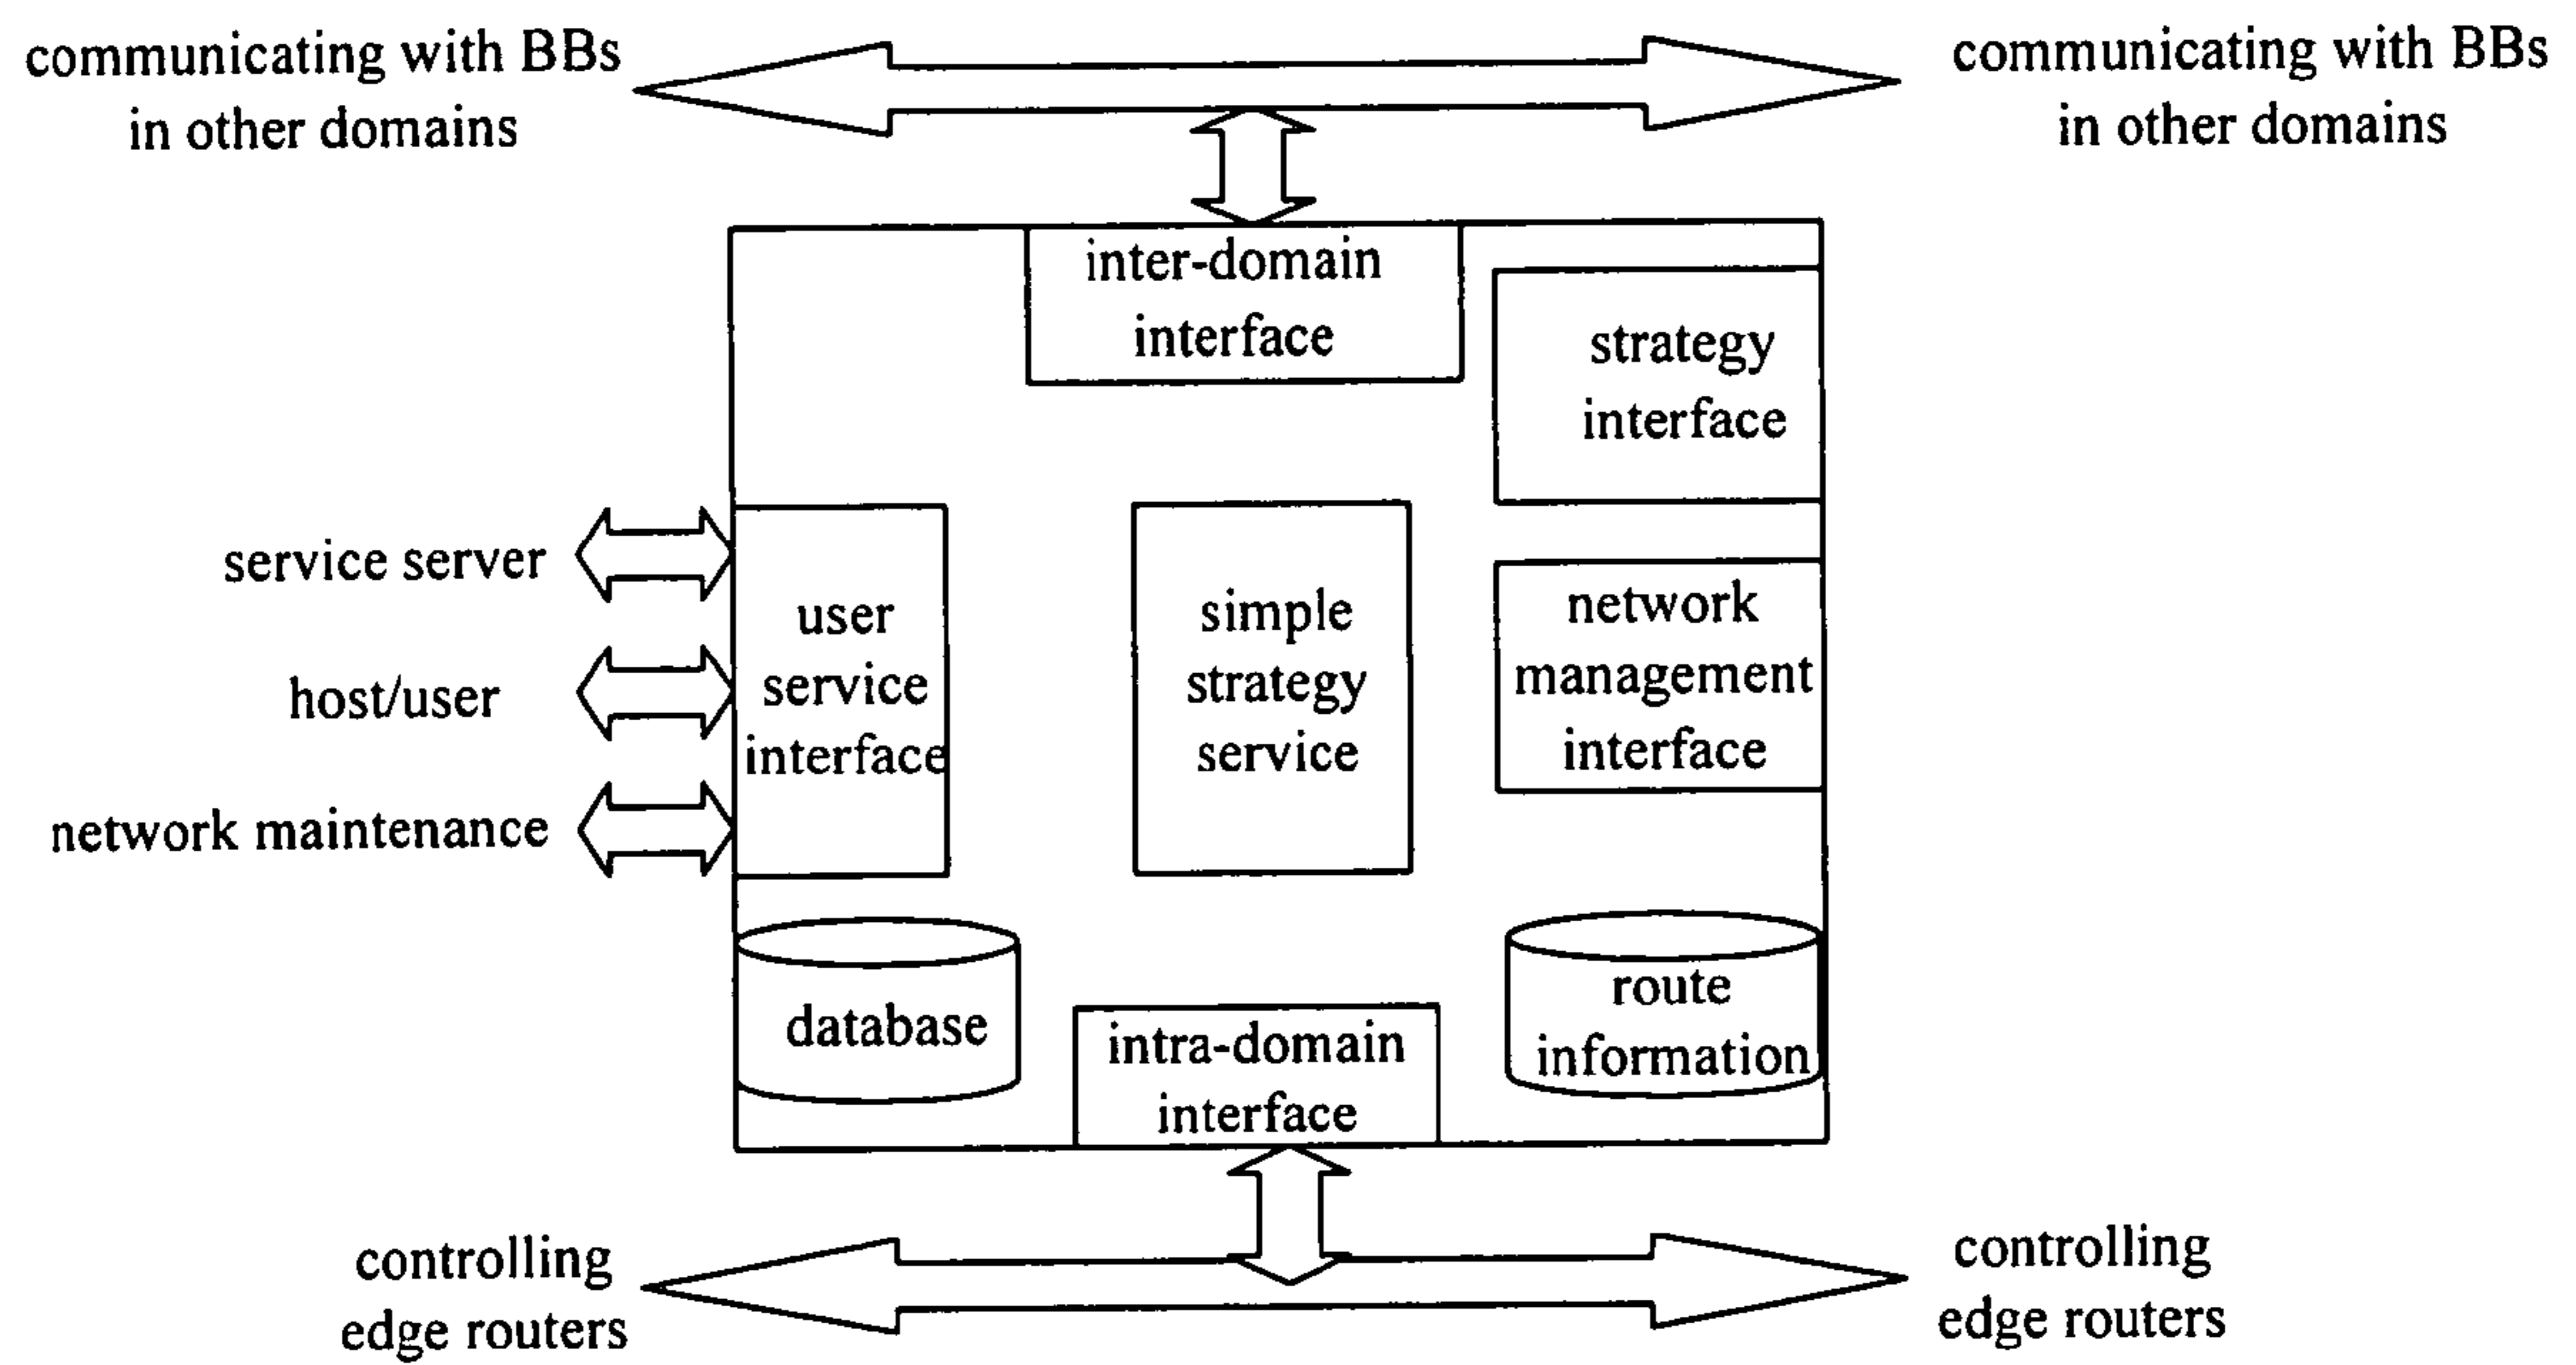 communicating with BBs
in other domains
communicating with BBs
in other domains
inter-domain
interface
strategy
interface
service server
host/user
network maintenance
user
service
interface
simple
strategy
service
network
management
interface
database
intra-domain
interface
route
information
controlling
edge routers
controlling
edge routers